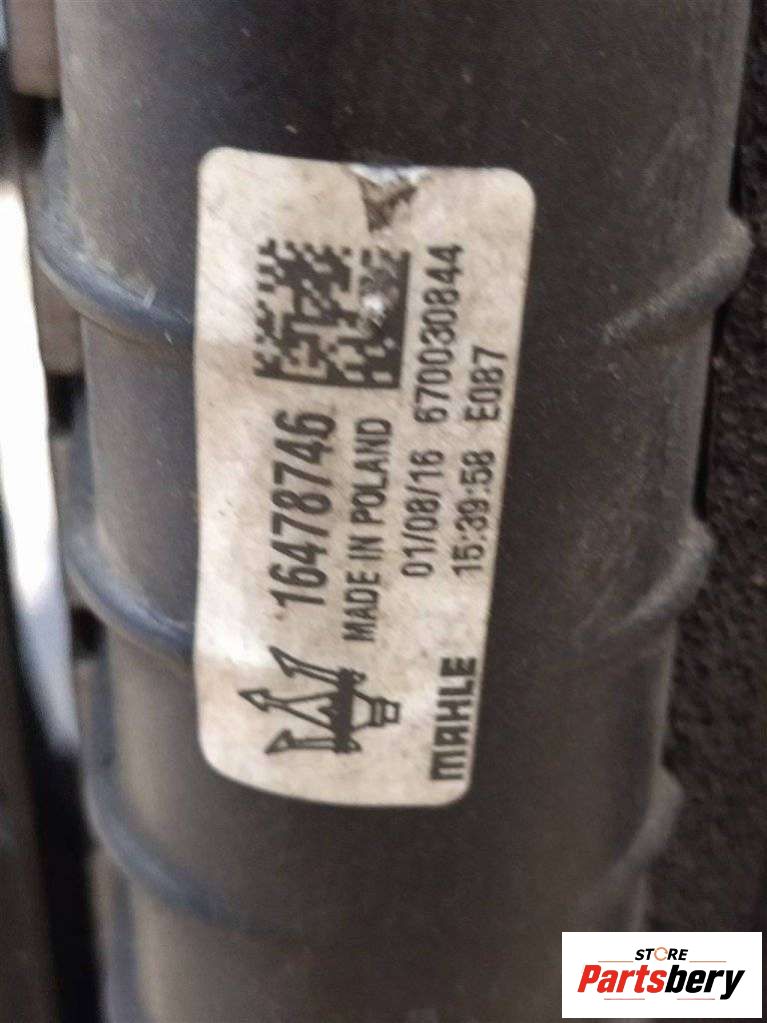 16478746
MADE IN POLAND
01/08/16 670030844
15:39:58 E087
MAHLE
STORE
Partsbery